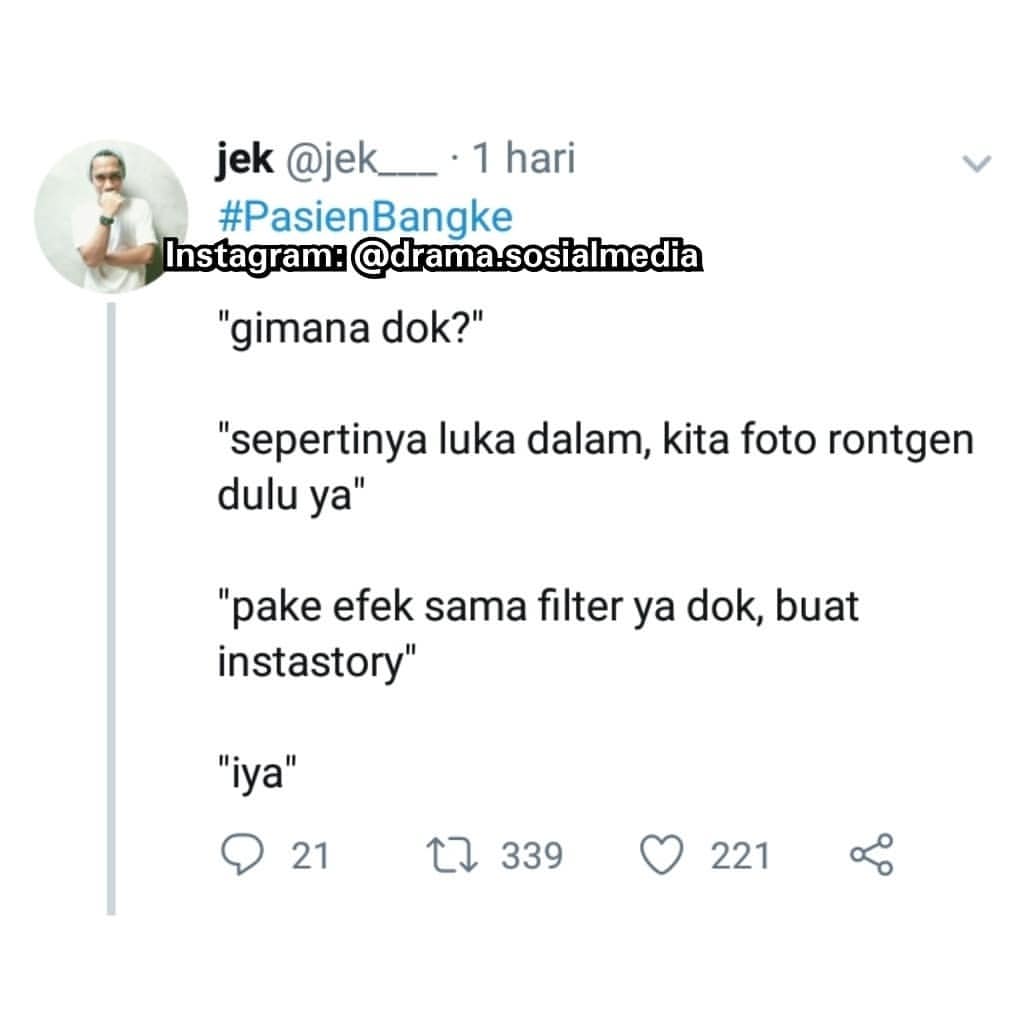 jek @jek___ · 1 hari
#PasienBangke
Instagram: @drama.sosialmedia
"gimana dok?"
"sepertinya luka dalam, kita foto rontgen
dulu ya"
"pake efek sama filter ya dok, buat
instastory"
"iya"
21 339 221